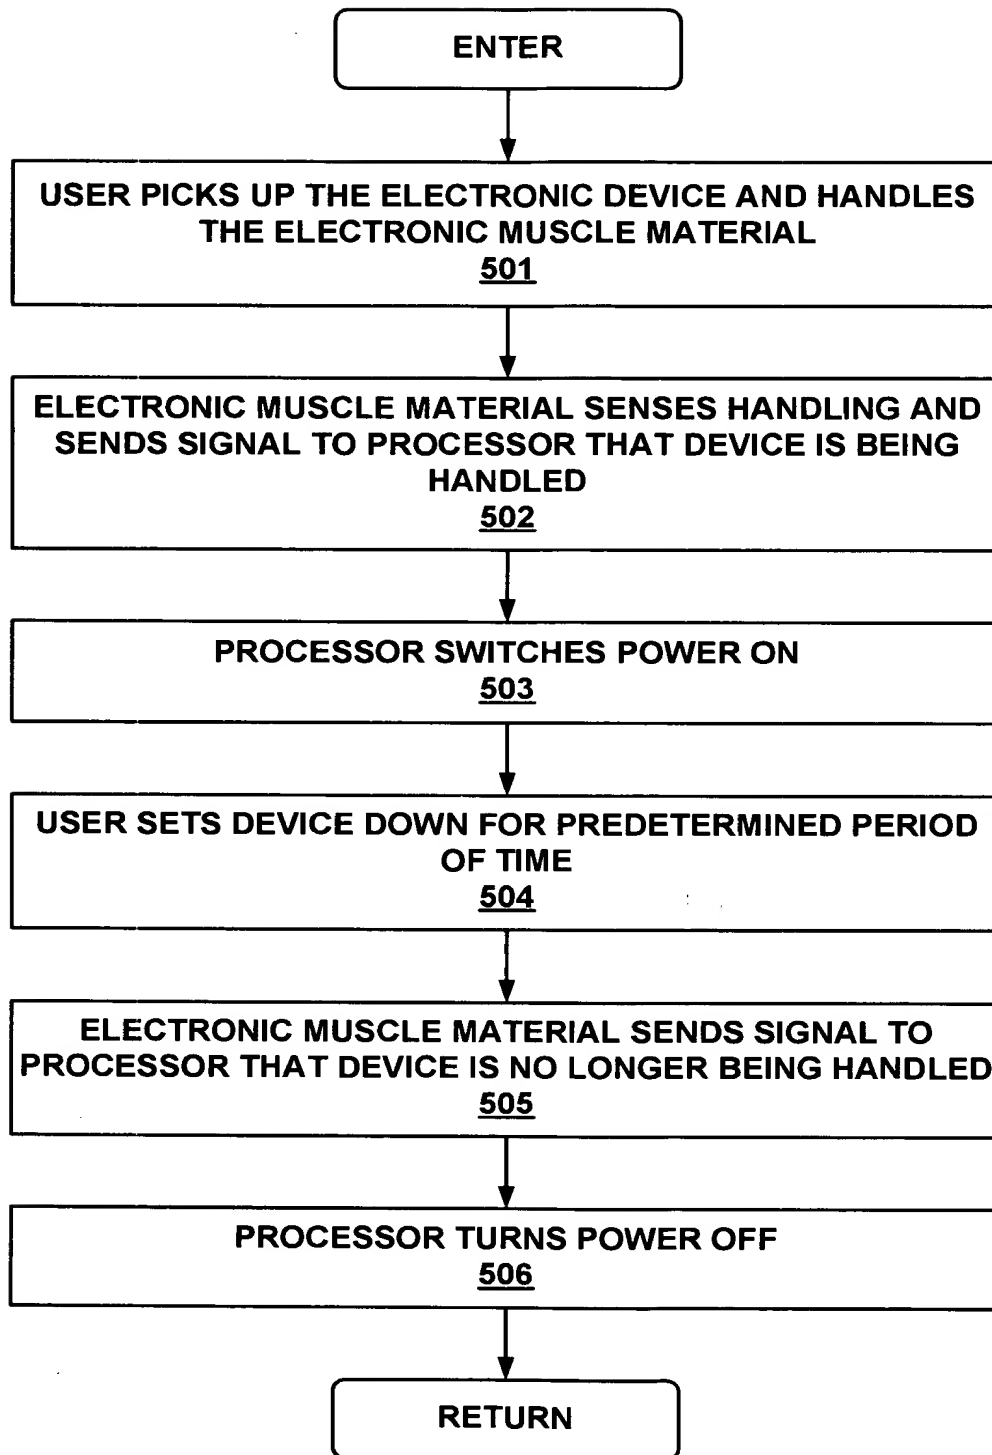 ENTER
USER PICKS UP THE ELECTRONIC DEVICE AND HANDLES
THE ELECTRONIC MUSCLE MATERIAL
501
ELECTRONIC MUSCLE MATERIAL SENSES HANDLING AND
SENDS SIGNAL TO PROCESSOR THAT DEVICE IS BEING
HANDLED
502
PROCESSOR SWITCHES POWER ON
503
USER SETS DEVICE DOWN FOR PREDETERMINED PERIOD
OF TIME
504
ELECTRONIC MUSCLE MATERIAL SENDS SIGNAL TO
PROCESSOR THAT DEVICE IS NO LONGER BEING HANDLED
505
PROCESSOR TURNS POWER OFF
506
RETURN